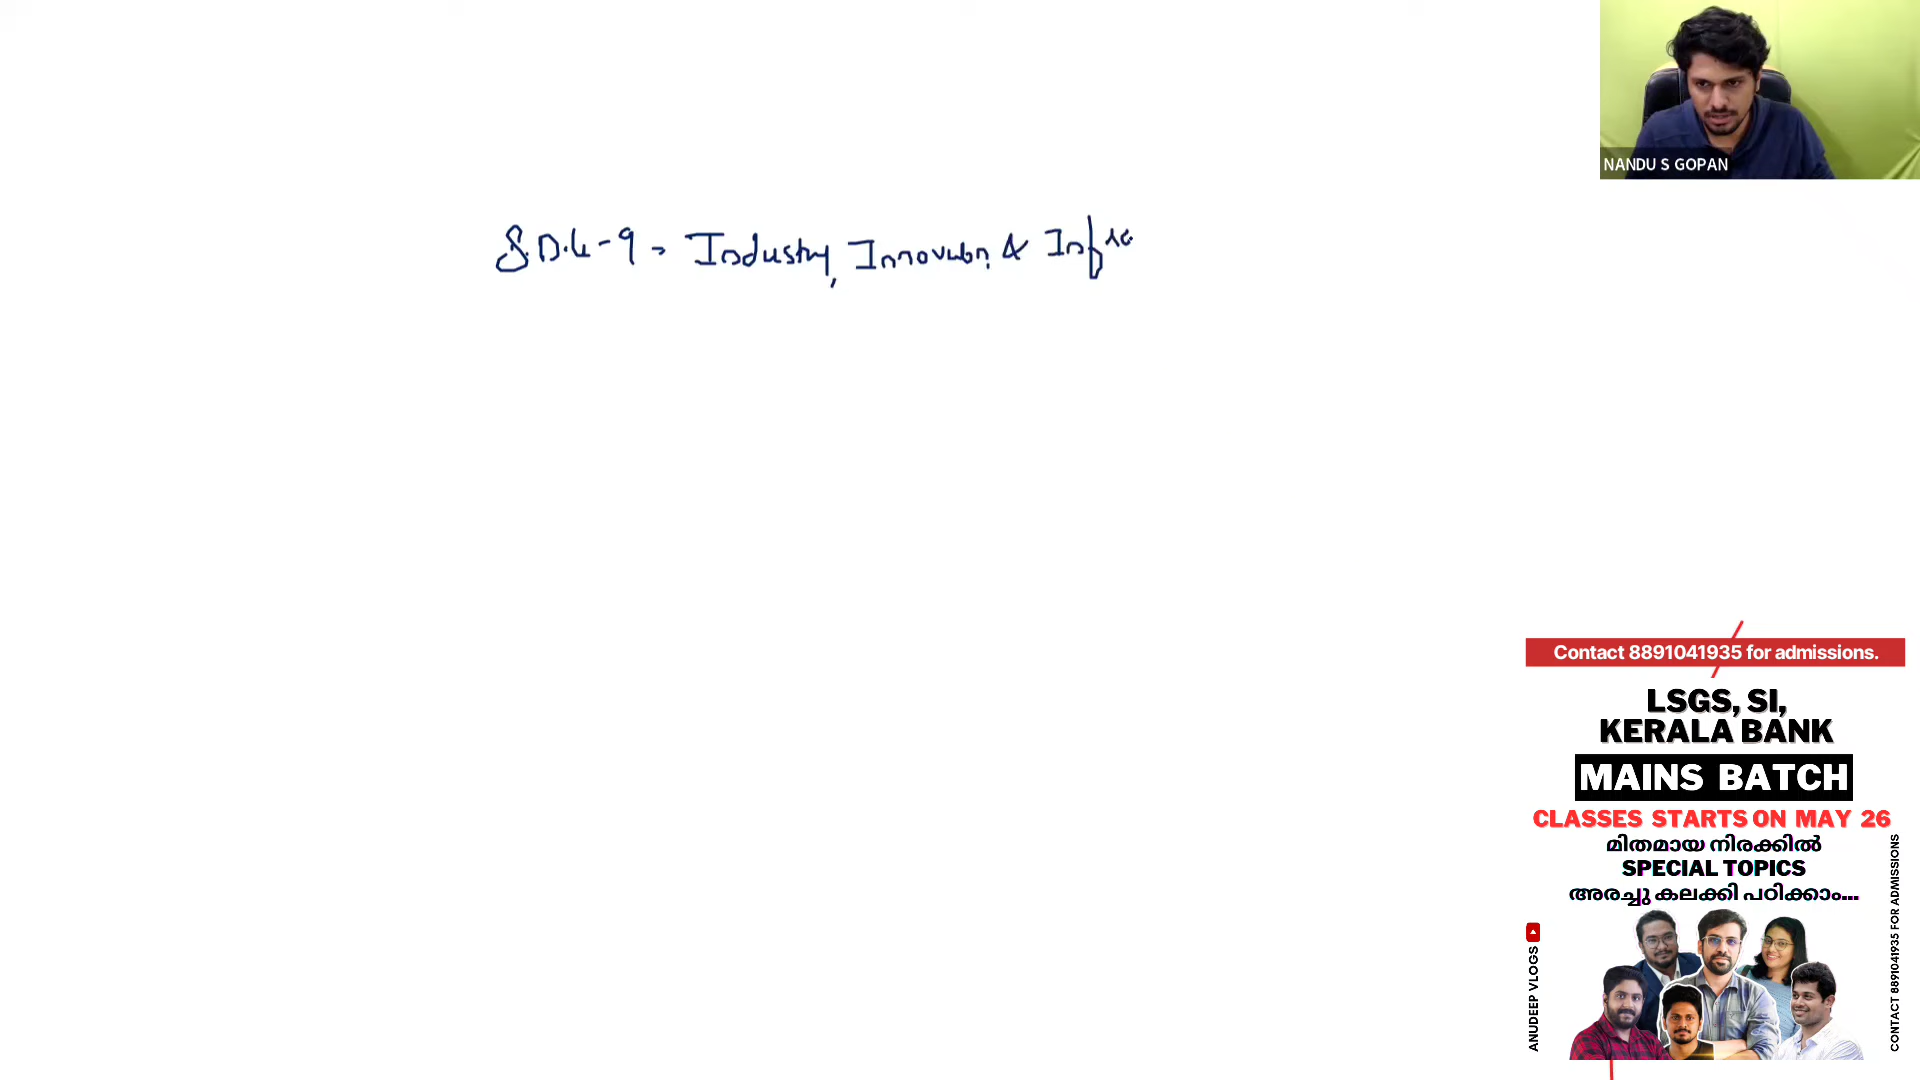 NANDU S GOPAN
S.D.G-9 - Industry, Innovation & Infra
Contact 8891041935 for admissions.
LSGS, SI,
KERALA BANK
MAINS BATCH
CLASSES STARTS ON MAY 26
മിതമായ നിരക്കിൽ
SPECIAL TOPICS
അരച്ചു കലക്കി പഠിക്കാം...
ANUDEEP VLOGS
CONTACT 8891041935 FOR ADMISSIONS